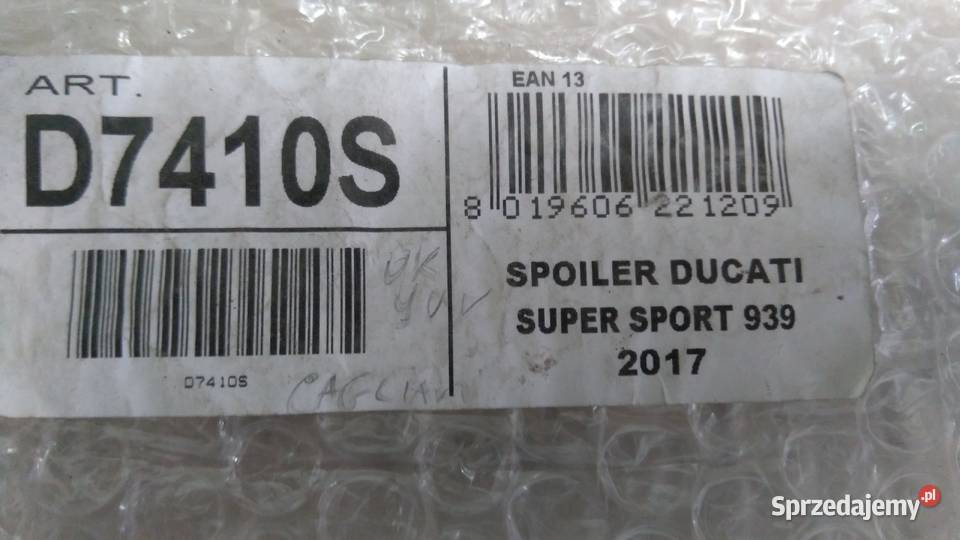 ART.
D7410S
D7410S
EAN 13
8 019606 221209
SPOILER DUCATI
SUPER SPORT 939
2017
Sprzedajemy.pl